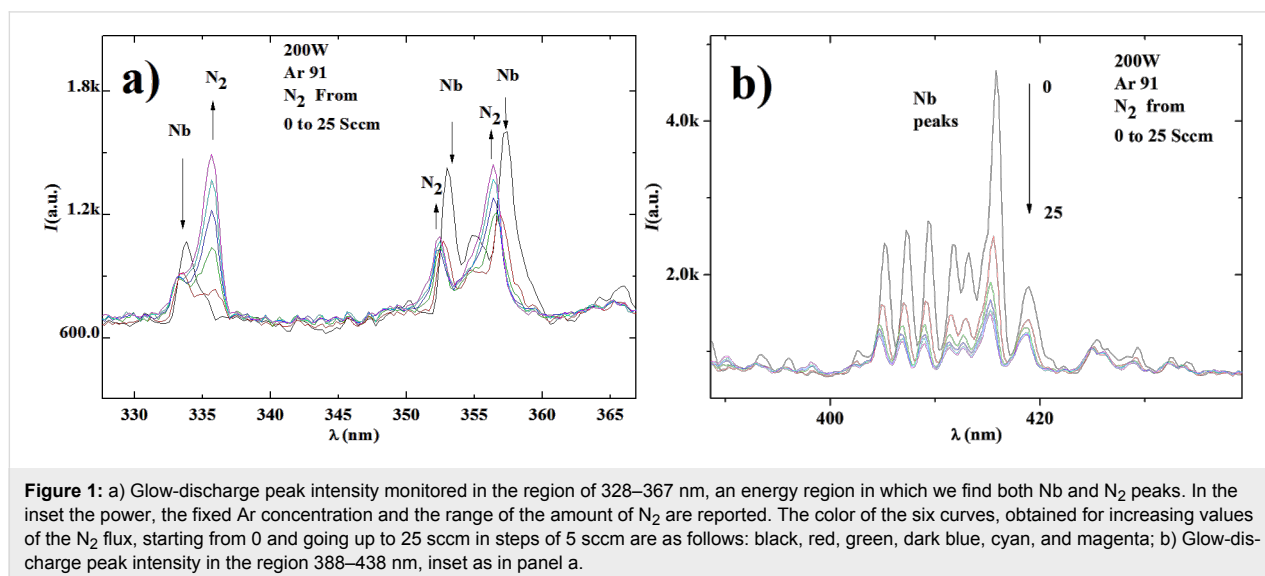 a)
200W
Ar 91
N2 From
0 to 25 Sccm
Nb
N2
Nb
N2
N2
Nb
1.8k
1.2k
600.0
I(a.u.)
330 335 340 345 350 355 360 365
λ (nm)
b)
200W
Ar 91
N2 from
0 to 25 Sccm
Nb
peaks
0
25
4.0k
2.0k
I(a.u.)
400 420
λ (nm)
Figure 1: a) Glow-discharge peak intensity monitored in the region of 328–367 nm, an energy region in which we find both Nb and N2 peaks. In the
inset the power, the fixed Ar concentration and the range of the amount of N2 are reported. The color of the six curves, obtained for increasing values
of the N2 flux, starting from 0 and going up to 25 sccm in steps of 5 sccm are as follows: black, red, green, dark blue, cyan, and magenta; b) Glow-dis-
charge peak intensity in the region 388–438 nm, inset as in panel a.